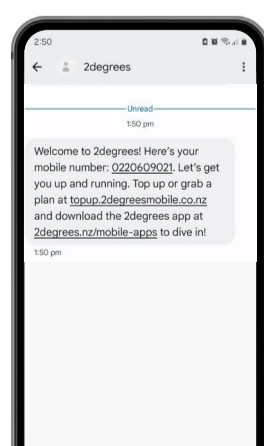 2:50
2degrees
Unread
1:50 pm
Welcome to 2degrees! Here's your
mobile number: 0220609021. Let's get
you up and running. Top up or grab a
plan at topup.2degreesmobile.co.nz
and download the 2degrees app at
2degrees.nz/mobile-apps to dive in!
1:50 pm